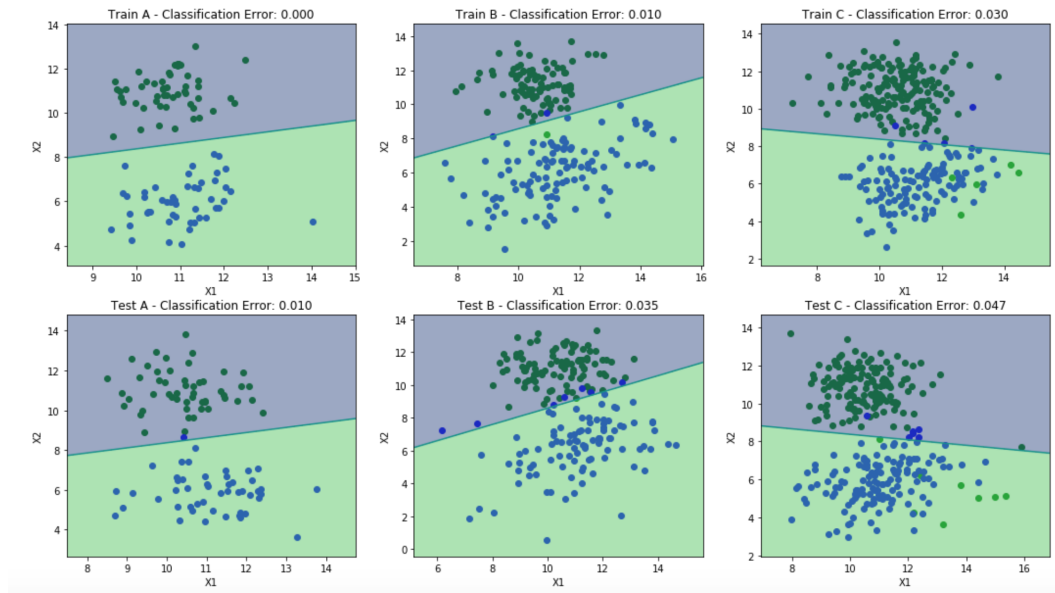 Train A - Classification Error: 0.000
14
12
10
8
6
4
X2
9 10 11 12 13 14 15
X1
Train B - Classification Error: 0.010
14
12
10
8
6
4
2
X2
8 10 12 14 16
X1
Train C - Classification Error: 0.030
14
12
10
8
6
4
2
X2
8 10 12 14
X1
Test A - Classification Error: 0.010
14
12
10
8
6
4
X2
8 9 10 11 12 13 14
X1
Test B - Classification Error: 0.035
14
12
10
8
6
4
2
0
X2
6 8 10 12 14
X1
Test C - Classification Error: 0.047
14
12
10
8
6
4
2
X2
8 10 12 14 16
X1